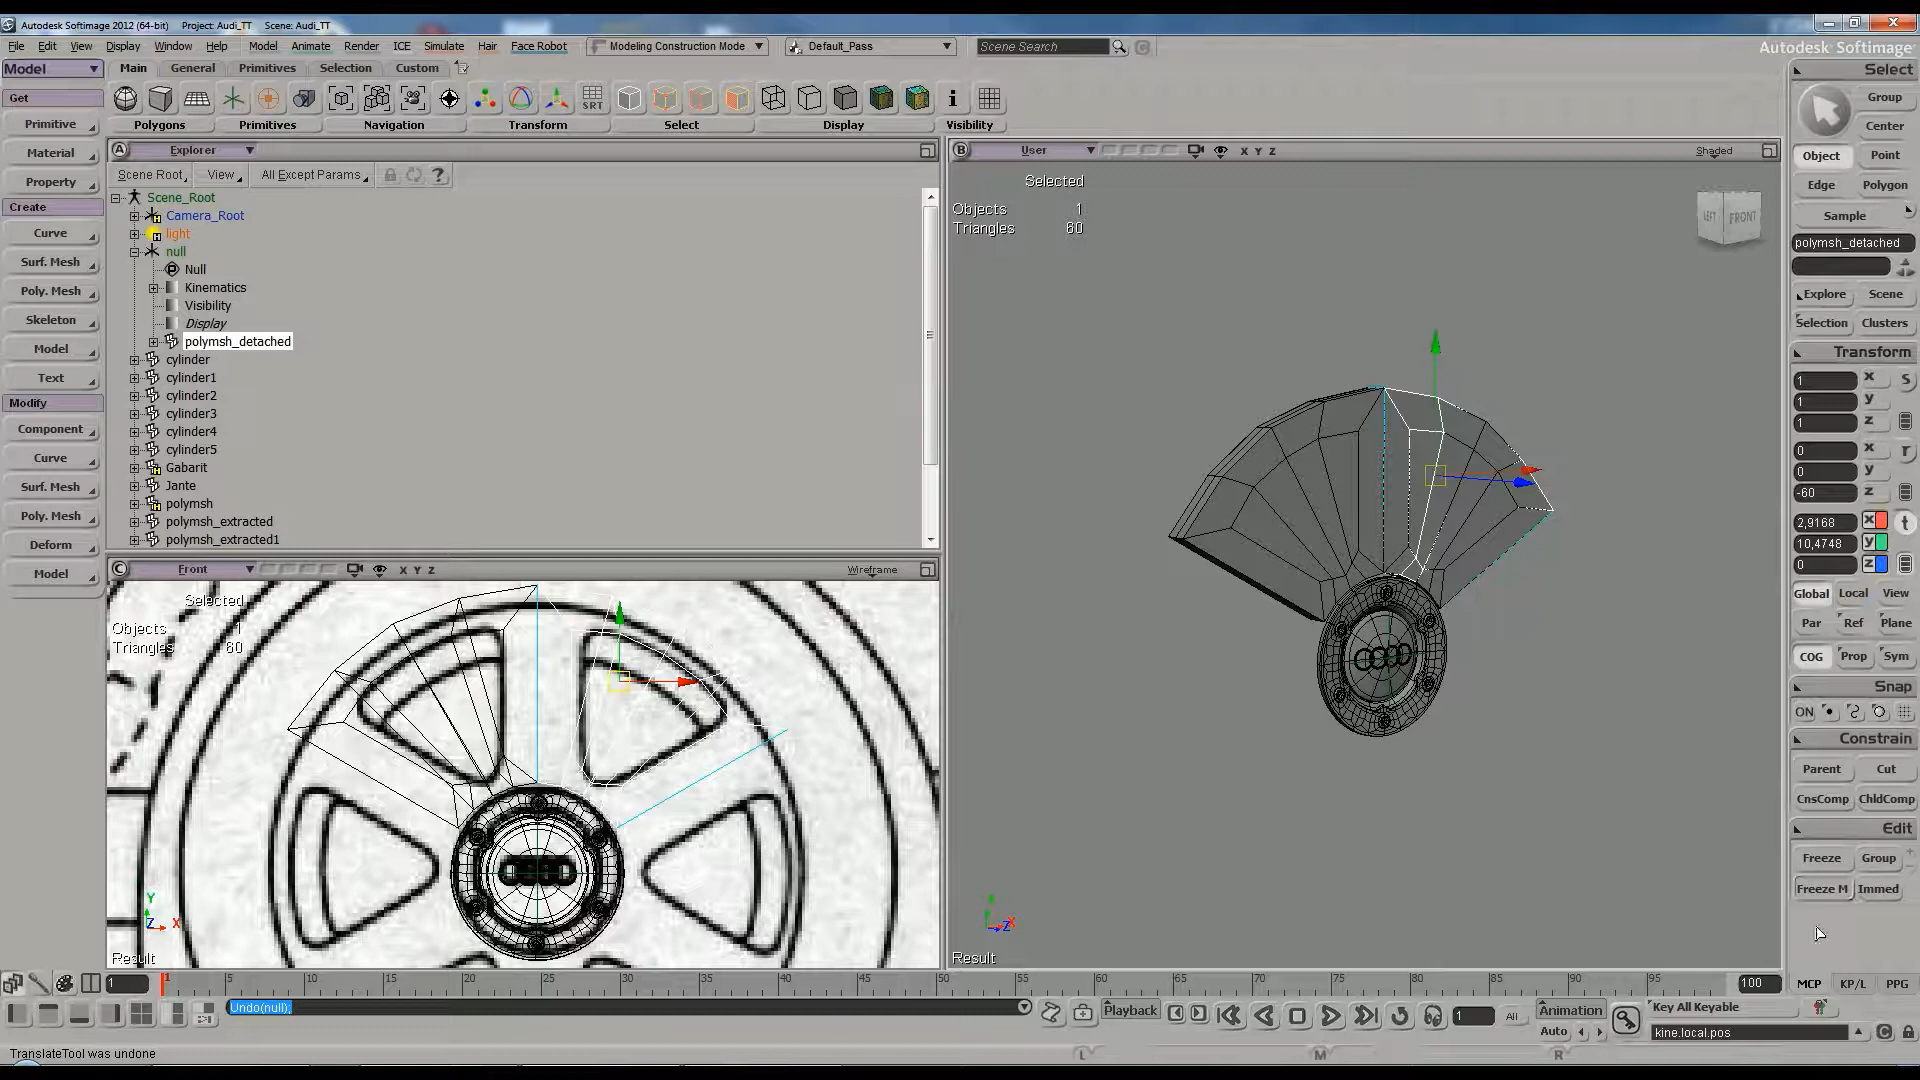 Autodesk Softimage 2012 (64-bit)    Project: Audi_TT    Scene: Audi_TT
File Edit View Display Window Help Model Animate Render ICE Simulate Hair Face Robot Modeling Construction Mode Default_Pass Scene Search
Autodesk Softimage
Model Main General Primitives Selection Custom
Select
Get
Primitive
Material
Property
Create
Curve
Surf. Mesh
Poly. Mesh
Skeleton
Model
Text
Modify
Component
Curve
Surf. Mesh
Poly. Mesh
Deform
Model
SRT
Polygons Primitives Navigation Transform Select Display Visibility
A Explorer
Scene Root View All Except Params ?
Scene_Root
Camera_Root
light
null
Null
Kinematics
Visibility
Display
polymsh_detached
cylinder
cylinder1
cylinder2
cylinder3
cylinder4
cylinder5
Gabarit
Jante
polymsh
polymsh_extracted
polymsh_extracted1
B User X Y Z Shaded
Selected
Objects 1
Triangles 60
LEFT FRONT
Result
C Front X Y Z Wireframe
Selected
Objects 1
Triangles 60
Y
Z X
Result
Group
Center
Object Point
Edge Polygon
Sample
polymsh_detached
Explore Scene
Selection Clusters
Transform
1 x s
1 y
1 z
0 x r
0 y
-60 z
2,9168 x t
10,4748 y
0 z
Global Local View
Par Ref Plane
COG Prop Sym
Snap
ON
Constrain
Parent Cut
CnsComp ChldComp
Edit
Freeze Group
Freeze M Immed
1 1 5 10 15 20 25 30 35 40 45 50 55 60 65 70 75 80 85 90 95 100
MCP KP/L PPG
Undo(null);
Playback 1 All Animation
Auto
Key All Keyable
kine.local.pos
TranslateTool was undone
L M R